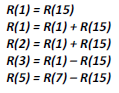 R(1) = R(15)
R(1) = R(1) + R(15)
R(2) = R(1) + R(15)
R(3) = R(1) – R(15)
R(5) = R(7) – R(15)